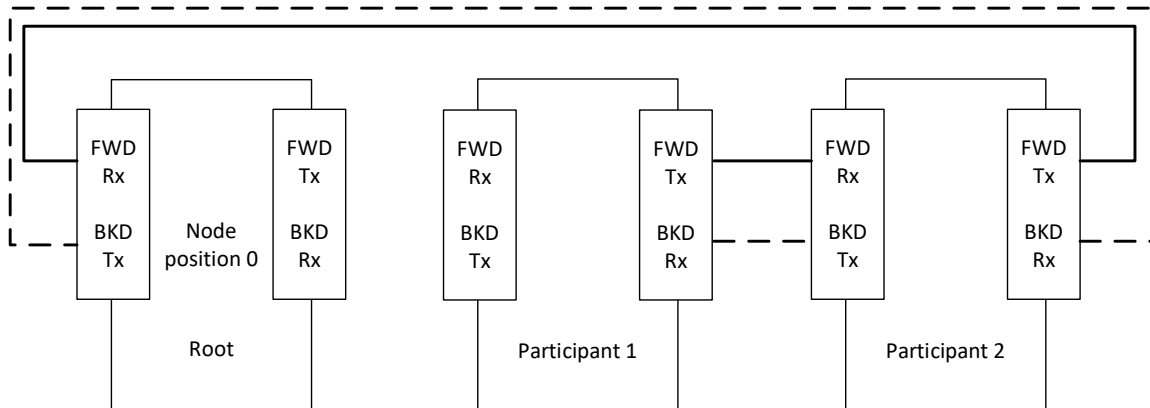 FWD
Rx
BKD
Tx
Node
position 0
FWD
Tx
BKD
Rx
Root
FWD
Rx
BKD
Tx
FWD
Tx
BKD
Rx
Participant 1
FWD
Rx
BKD
Tx
FWD
Tx
BKD
Rx
Participant 2